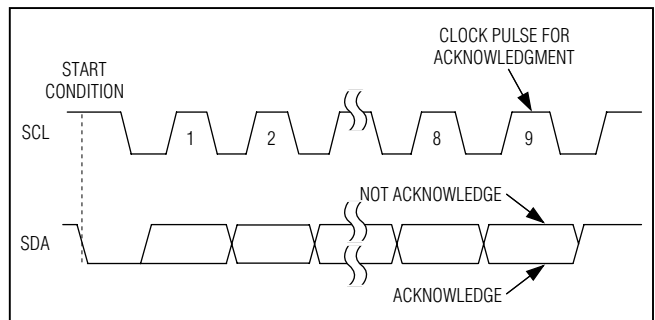 CLOCK PULSE FOR
ACKNOWLEDGMENT
START
CONDITION
SCL
1
2
8
9
NOT ACKNOWLEDGE
SDA
ACKNOWLEDGE